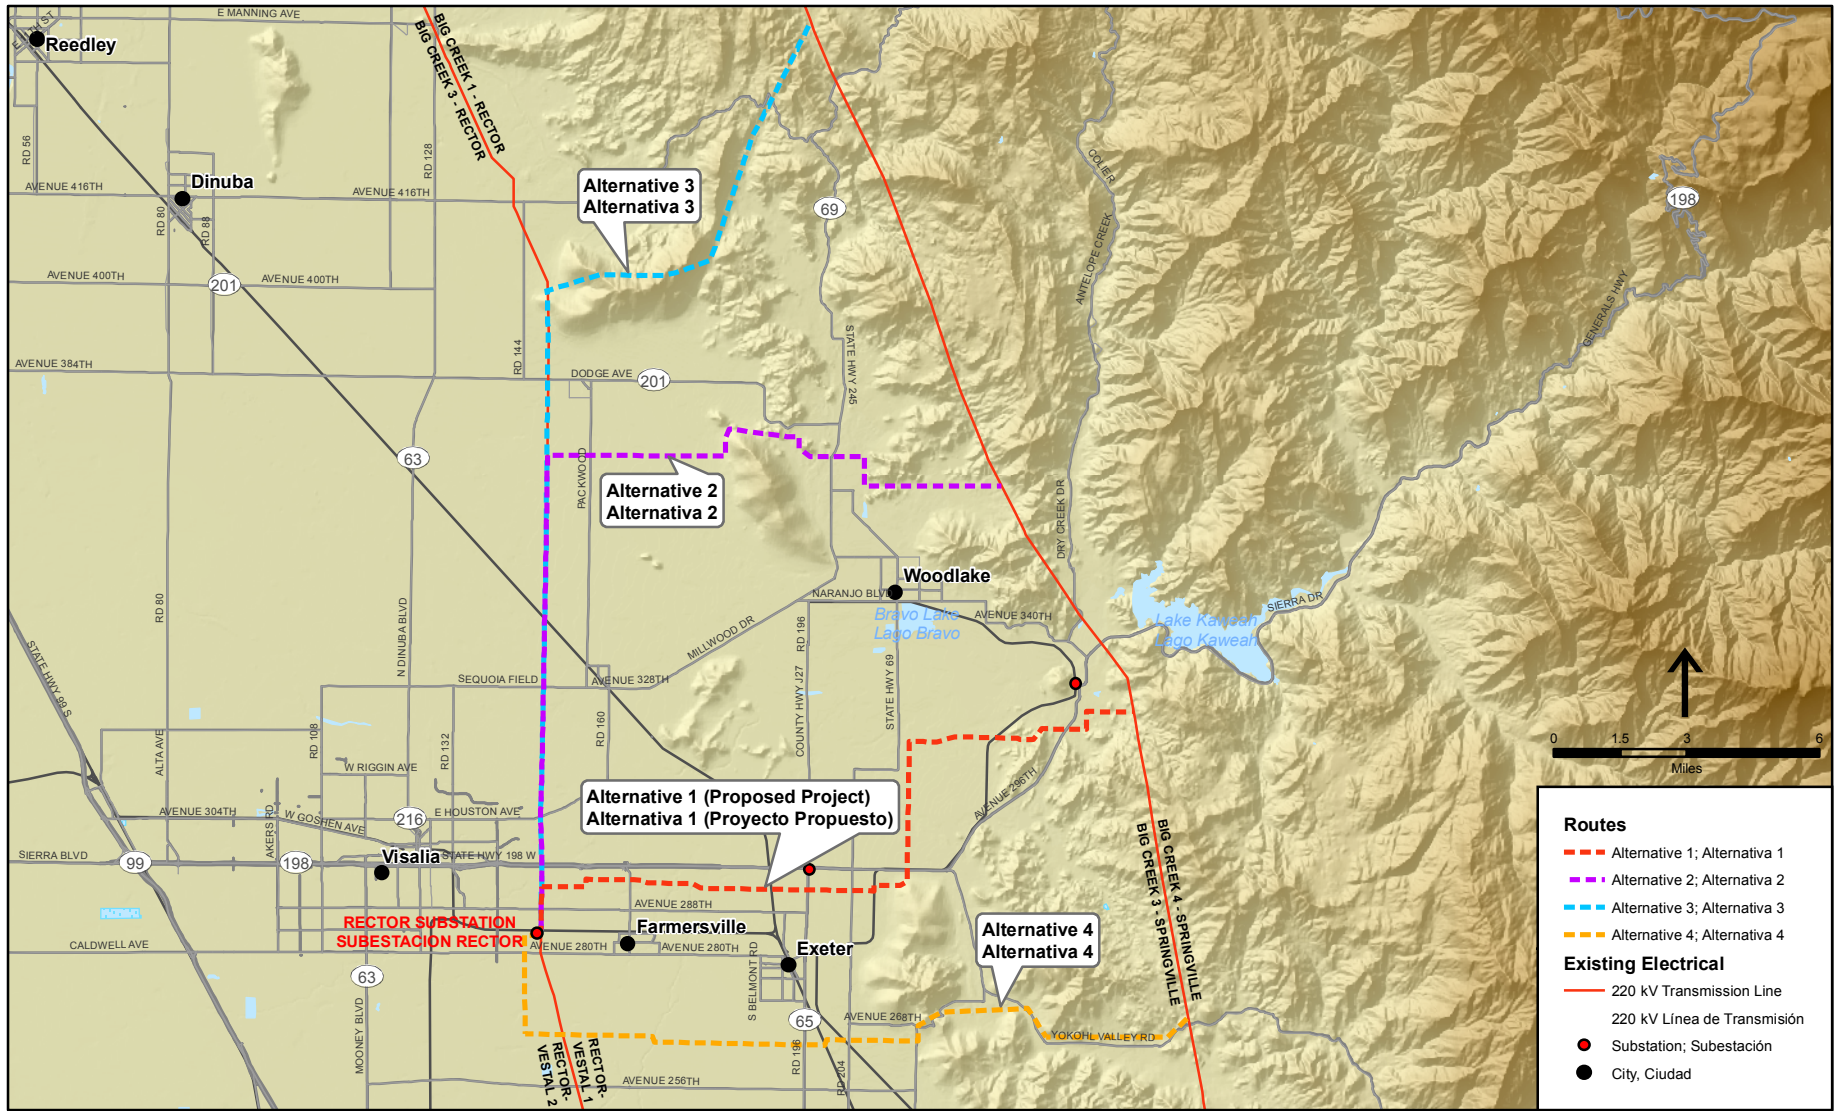 E MANNING AVE
Reedley
RD 56
BIG CREEK 1 - RECTOR
BIG CREEK 3 - RECTOR
RD 128
Dinuba
AVENUE 416TH
AVENUE 416TH
RD 80
RD 88
Alternative 3
Alternativa 3
69
COLIER
198
AVENUE 400TH
AVENUE 400TH
201
ANTELOPE CREEK
GENERALS HWY
STATE HWY 245
RD 144
AVENUE 384TH
DODGE AVE
201
63
PACKWOOD
Alternative 2
Alternativa 2
DRY CREEK DR
Woodlake
NARANJO BLVD
Bravo Lake
Lago Bravo
AVENUE 340TH
Lake Kaweah
Lago Kaweah
SIERRA DR
RD 80
N DINUBA BLVD
MILLWOOD DR
RD 196
STATE HWY 99 S
SEQUOIA FIELD
AVENUE 328TH
COUNTY HWY J27
STATE HWY 69
ALTA AVE
RD 108
RD 132
RD 160
W RIGGIN AVE
0 1.5 3 6
Miles
AVENUE 304TH
W GOSHEN AVE
216
E HOUSTON AVE
Alternative 1 (Proposed Project)
Alternativa 1 (Proyecto Propuesto)
AVENUE 296TH
AKERS RD
SIERRA BLVD
99
198
Visalia
STATE HWY 198 W
BIG CREEK 4 - SPRINGVILLE
BIG CREEK 3 - SPRINGVILLE
AVENUE 288TH
RECTOR SUBSTATION
SUBESTACION RECTOR
Farmersville
CALDWELL AVE
AVENUE 280TH
AVENUE 280TH
Exeter
S BELMONT RD
Alternative 4
Alternativa 4
63
MOONEY BLVD
65
AVENUE 268TH
YOKOHL VALLEY RD
RECTOR-
VESTAL 1
RECTOR-
VESTAL 2
RD 196
RD 204
AVENUE 256TH
Routes
Alternative 1; Alternativa 1
Alternative 2; Alternativa 2
Alternative 3; Alternativa 3
Alternative 4; Alternativa 4
Existing Electrical
220 kV Transmission Line
220 kV Línea de Transmisión
Substation; Subestación
City, Ciudad